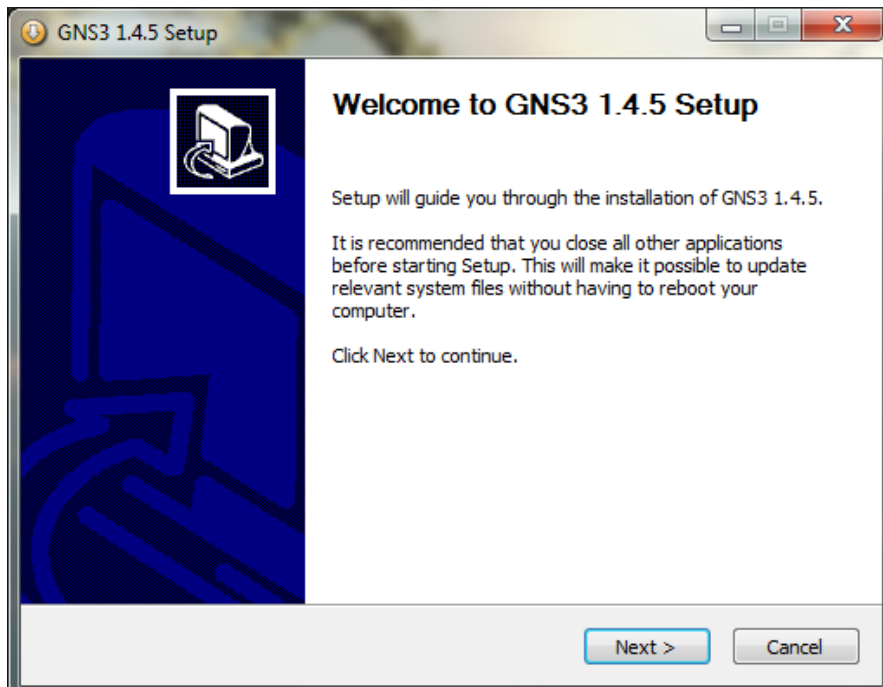 GNS3 1.4.5 Setup
Welcome to GNS3 1.4.5 Setup
Setup will guide you through the installation of GNS3 1.4.5.
It is recommended that you close all other applications
before starting Setup. This will make it possible to update
relevant system files without having to reboot your
computer.
Click Next to continue.
Next >
Cancel